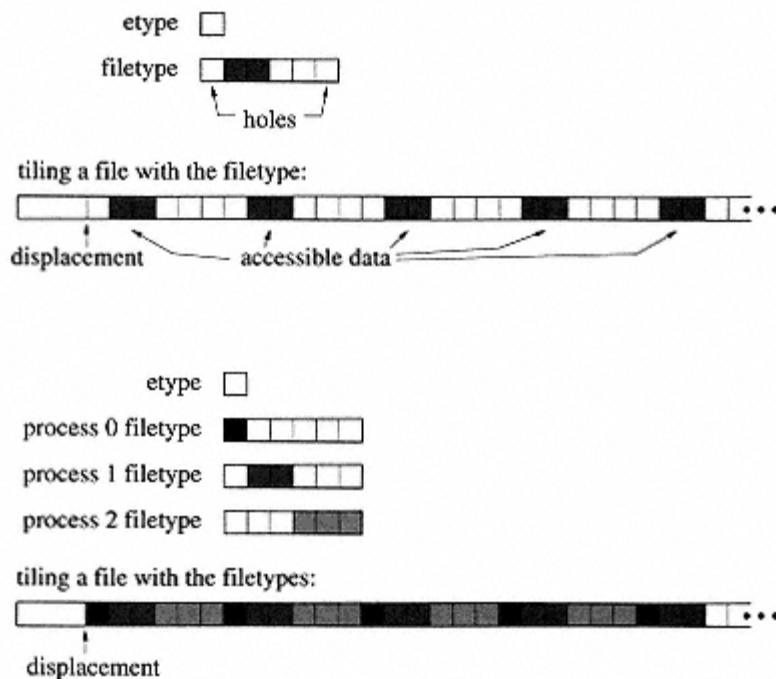 etype
filetype
holes
tiling a file with the filetype:
displacement
accessible data
etype
process 0 filetype
process 1 filetype
process 2 filetype
tiling a file with the filetypes:
displacement